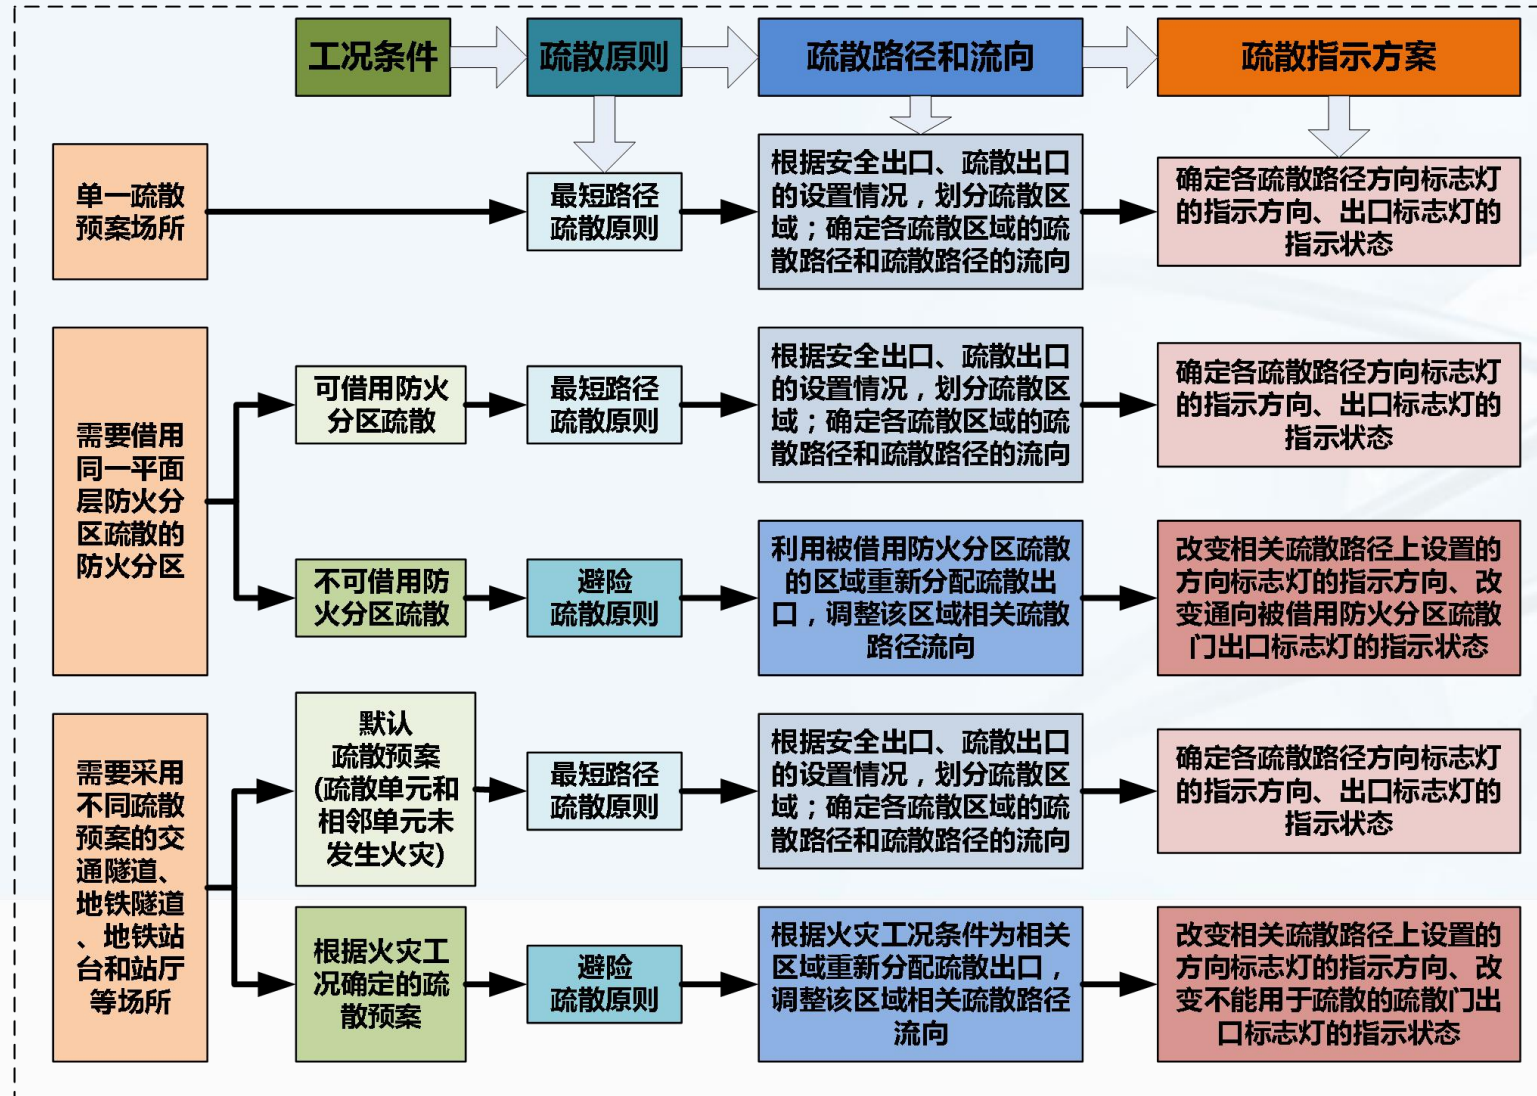 工况条件
疏散原则
疏散路径和流向
疏散指示方案
单一疏散
预案场所
最短路径
疏散原则
根据安全出口、疏散出口
的设置情况，划分疏散区
域；确定各疏散区域的疏
散路径和疏散路径的流向
确定各疏散路径方向标志灯
的指示方向、出口标志灯的
指示状态
需要借用
同一平面
层防火分
区疏散的
防火分区
可借用防火
分区疏散
最短路径
疏散原则
根据安全出口、疏散出口
的设置情况，划分疏散区
域；确定各疏散区域的疏
散路径和疏散路径的流向
确定各疏散路径方向标志灯
的指示方向、出口标志灯的
指示状态
不可借用防
火分区疏散
避险
疏散原则
利用被借用防火分区疏散
的区域重新分配疏散出
口，调整该区域相关疏散
路径流向
改变相关疏散路径上设置的
方向标志灯的指示方向、改
变通向被借用防火分区疏散
门出口标志灯的指示状态
需要采用
不同疏散
预案的交
通隧道、
地铁隧道
、地铁站
台和站厅
等场所
默认
疏散预案
(疏散单元和
相邻单元未
发生火灾)
最短路径
疏散原则
根据安全出口、疏散出口
的设置情况，划分疏散区
域；确定各疏散区域的疏
散路径和疏散路径的流向
确定各疏散路径方向标志灯
的指示方向、出口标志灯的
指示状态
根据火灾工
况确定的疏
散预案
避险
疏散原则
根据火灾工况条件为相关
区域重新分配疏散出口，
调整该区域相关疏散路径
流向
改变相关疏散路径上设置的
方向标志灯的指示方向、改
变不能用于疏散的疏散门出
口标志灯的指示状态